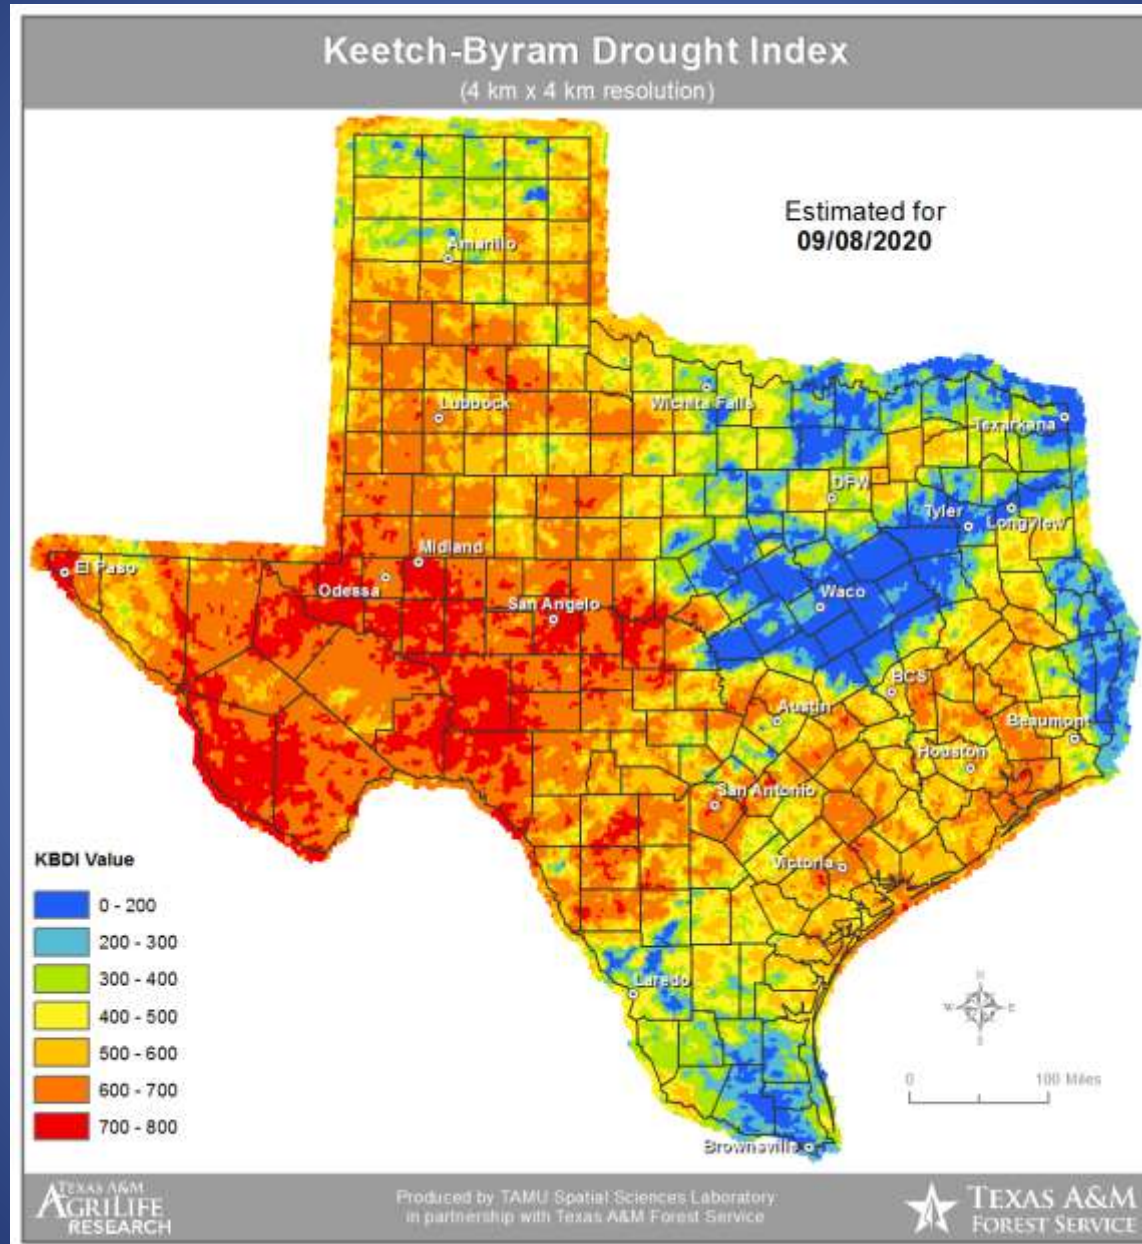 Keetch-Byram Drought Index
(4 km x 4 km resolution)
Estimated for
09/08/2020
Amarillo
Lubbock
Wichita Falls
Texarkana
DFW
Tyler
Longview
El Paso
Midland
Odessa
San Angelo
Waco
BCS
Austin
Beaumont
Houston
San Antonio
Victoria
Laredo
Brownsville
KBDI Value
0 - 200
200 - 300
300 - 400
400 - 500
500 - 600
600 - 700
700 - 800
N
W E
S
0 100 Miles
TEXAS A&M
AGRILIFE
RESEARCH
Produced by TAMU Spatial Sciences Laboratory
in partnership with Texas A&M Forest Service
TEXAS A&M
FOREST SERVICE